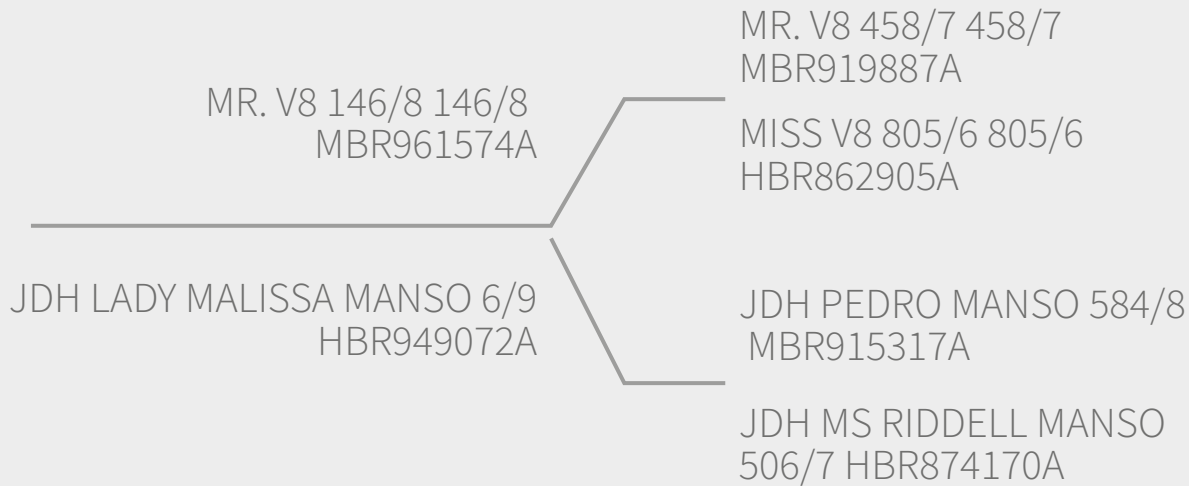 MR. V8 146/8 146/8
MBR961574A
JDH LADY MALISSA MANSO 6/9
HBR949072A
MR. V8 458/7 458/7
MBR919887A
MISS V8 805/6 805/6
HBR862905A
JDH PEDRO MANSO 584/8
MBR915317A
JDH MS RIDDELL MANSO
506/7 HBR874170A